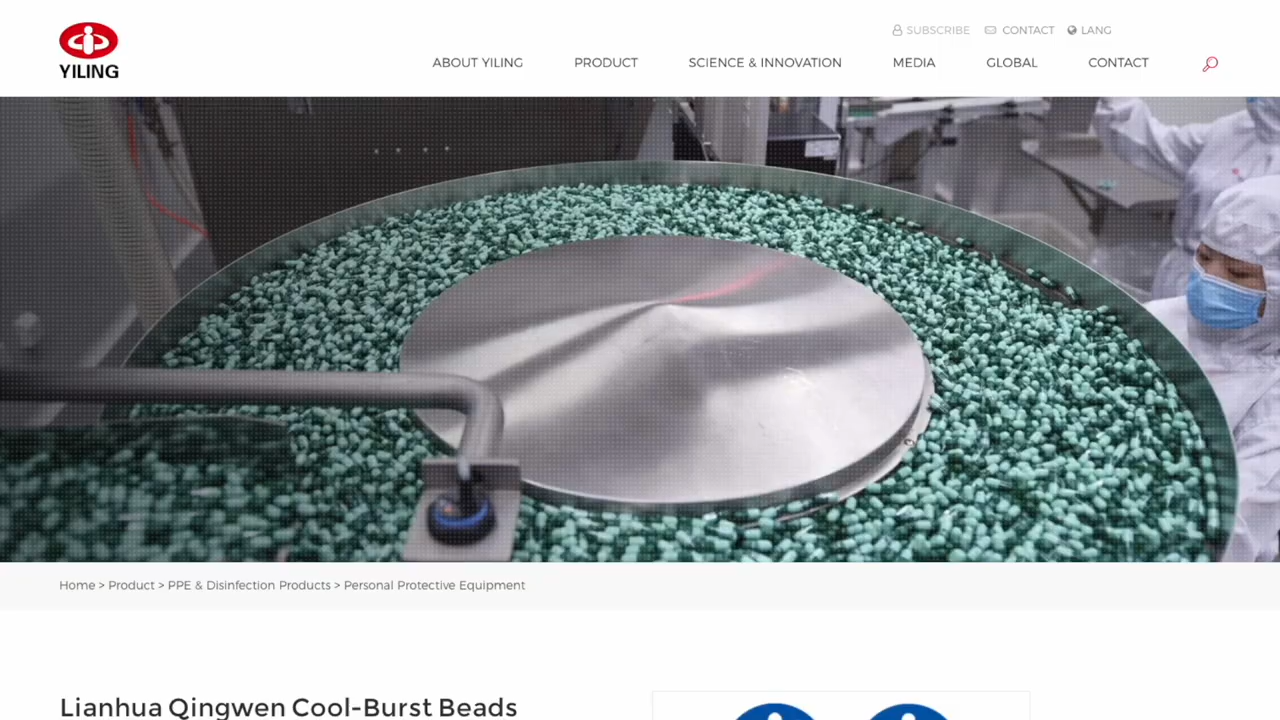 YILING
SUBSCRIBE CONTACT LANG
ABOUT YILING PRODUCT SCIENCE & INNOVATION MEDIA GLOBAL CONTACT
Home > Product > PPE & Disinfection Products > Personal Protective Equipment
Lianhua Qingwen Cool-Burst Beads